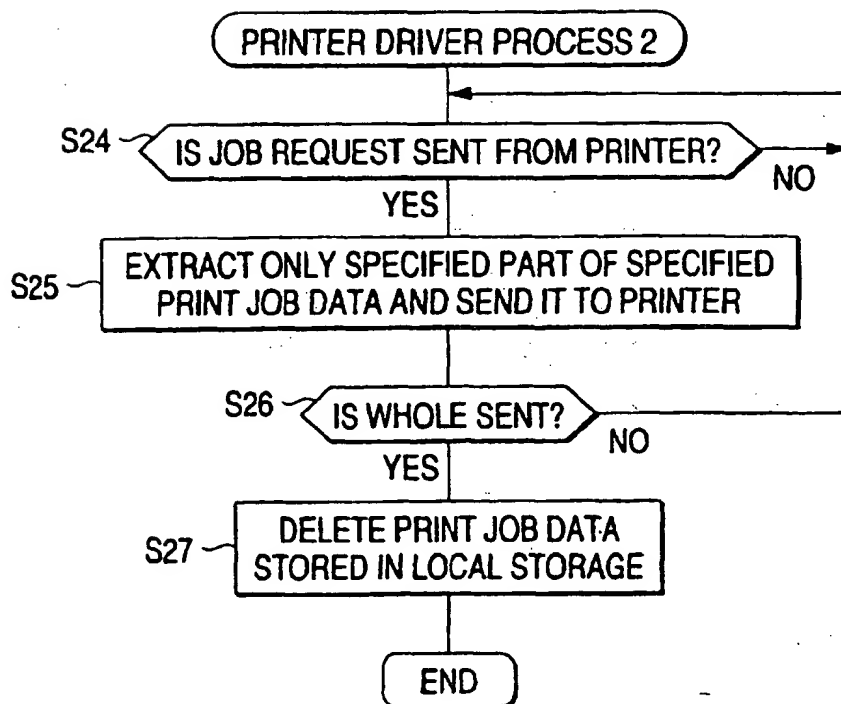 PRINTER DRIVER PROCESS 2
S24
IS JOB REQUEST SENT FROM PRINTER?
NO
YES
S25
EXTRACT ONLY SPECIFIED PART OF SPECIFIED
PRINT JOB DATA AND SEND IT TO PRINTER
S26
IS WHOLE SENT?
NO
YES
S27
DELETE PRINT JOB DATA
STORED IN LOCAL STORAGE
END